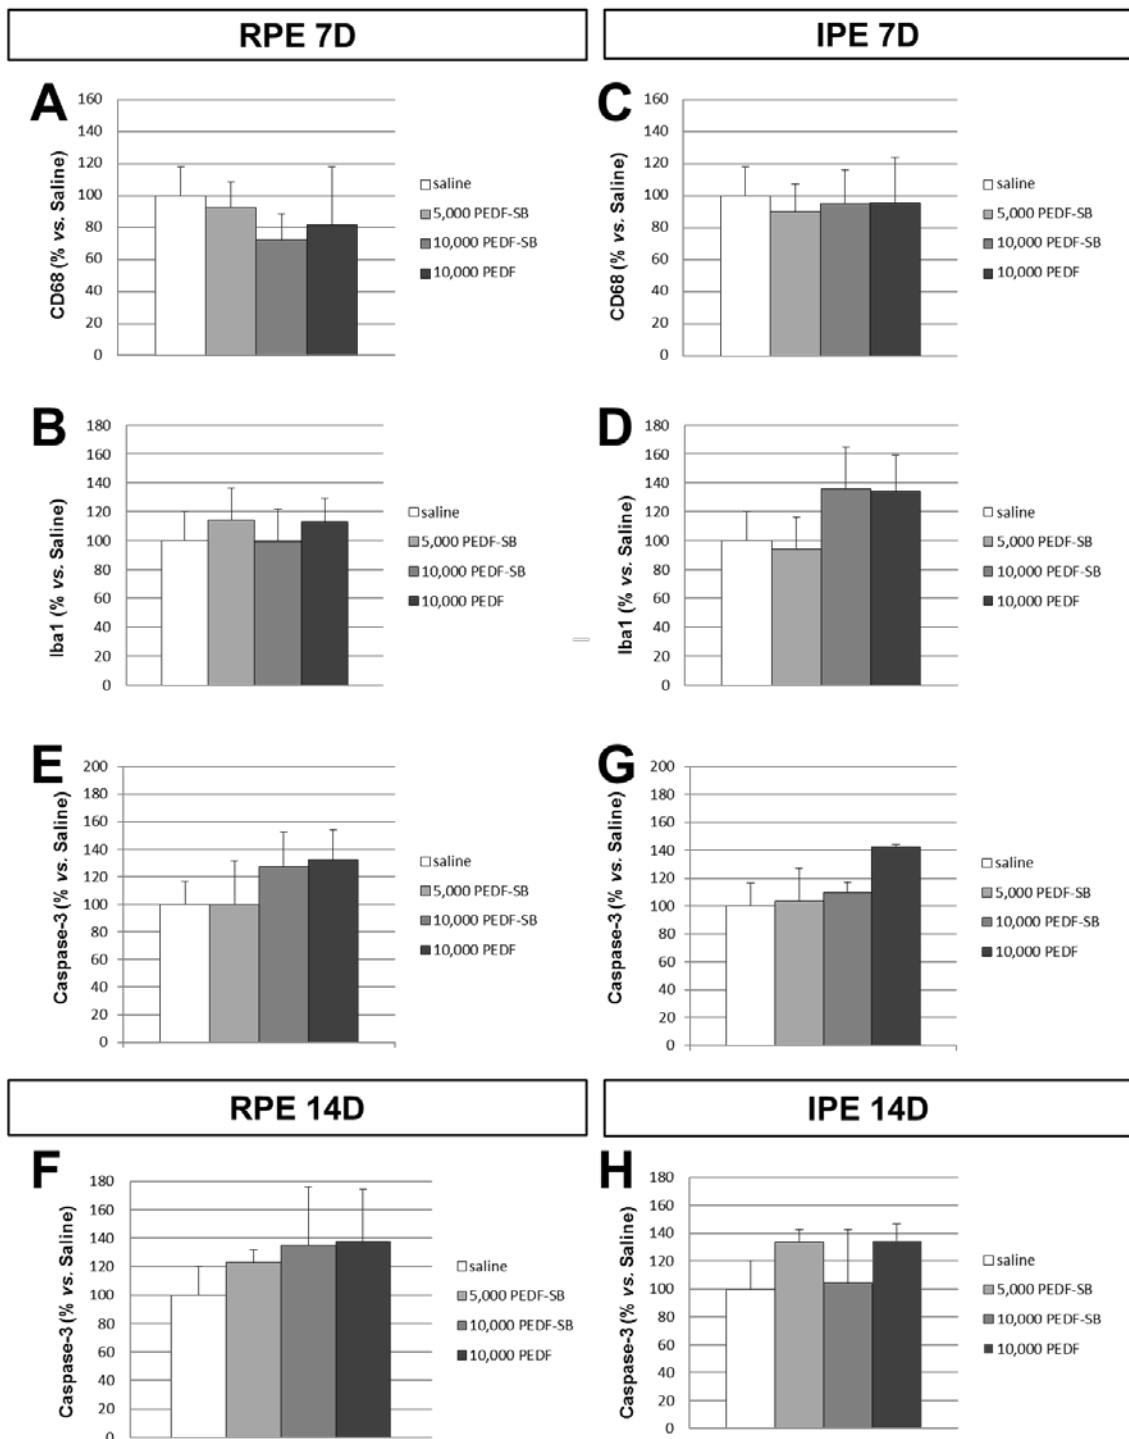 RPE 7D
IPE 7D
A
CD68 (% vs. Saline)
160
140
120
100
80
60
40
20
0
saline
5,000 PEDF-SB
10,000 PEDF-SB
10,000 PEDF
C
CD68 (% vs. Saline)
160
140
120
100
80
60
40
20
0
saline
5,000 PEDF-SB
10,000 PEDF-SB
10,000 PEDF
B
Iba1 (% vs. Saline)
180
160
140
120
100
80
60
40
20
0
saline
5,000 PEDF-SB
10,000 PEDF-SB
10,000 PEDF
D
Iba1 (% vs. Saline)
180
160
140
120
100
80
60
40
20
0
saline
5,000 PEDF-SB
10,000 PEDF-SB
10,000 PEDF
E
Caspase-3 (% vs. Saline)
200
180
160
140
120
100
80
60
40
20
0
saline
5,000 PEDF-SB
10,000 PEDF-SB
10,000 PEDF
G
Caspase-3 (% vs. Saline)
200
180
160
140
120
100
80
60
40
20
0
saline
5,000 PEDF-SB
10,000 PEDF-SB
10,000 PEDF
RPE 14D
IPE 14D
F
Caspase-3 (% vs. Saline)
180
160
140
120
100
80
60
40
20
0
saline
5,000 PEDF-SB
10,000 PEDF-SB
10,000 PEDF
H
Caspase-3 (% vs. Saline)
180
160
140
120
100
80
60
40
20
0
saline
5,000 PEDF-SB
10,000 PEDF-SB
10,000 PEDF